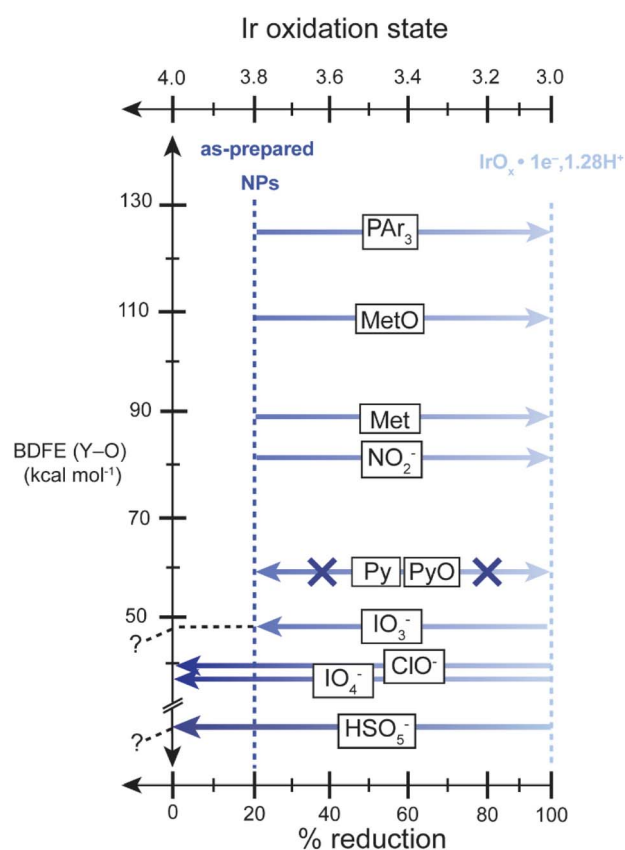 Ir oxidation state
4.0 3.8 3.6 3.4 3.2 3.0
as-prepared
NPs
IrOₓ • 1e⁻,1.28H⁺
130
PAr₃
110
MetO
90
Met
BDFE (Y–O)
(kcal mol⁻¹)
NO₂⁻
70
Py PyO
50
IO₃⁻
?
ClO⁻
IO₄⁻
HSO₅⁻
?
0 20 40 60 80 100
% reduction